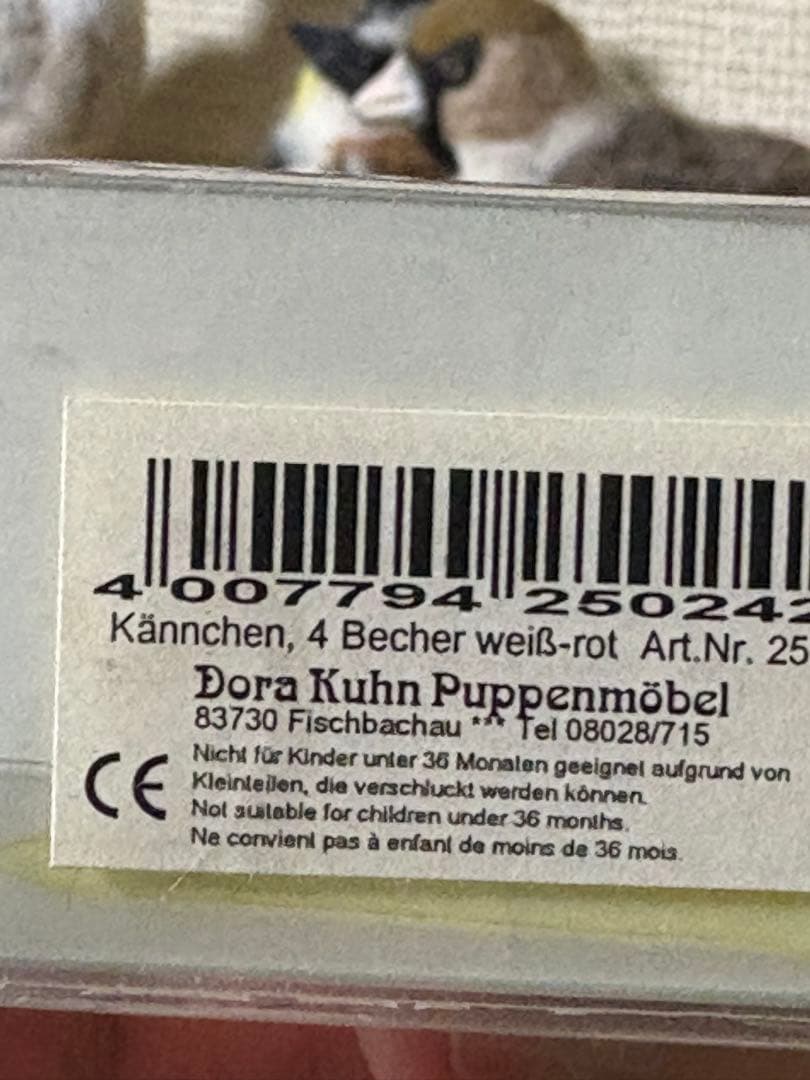 4 007794 250242
Kännchen, 4 Becher weiß-rot Art.Nr. 25
Dora Kuhn Puppenmöbel
83730 Fischbachau *** Tel 08028/715
CE
Nicht für Kinder unter 36 Monaten geeignet aufgrund von
Kleinteilen, die verschluckt werden können.
Not suitable for children under 36 months.
Ne convient pas à enfant de moins de 36 mois.